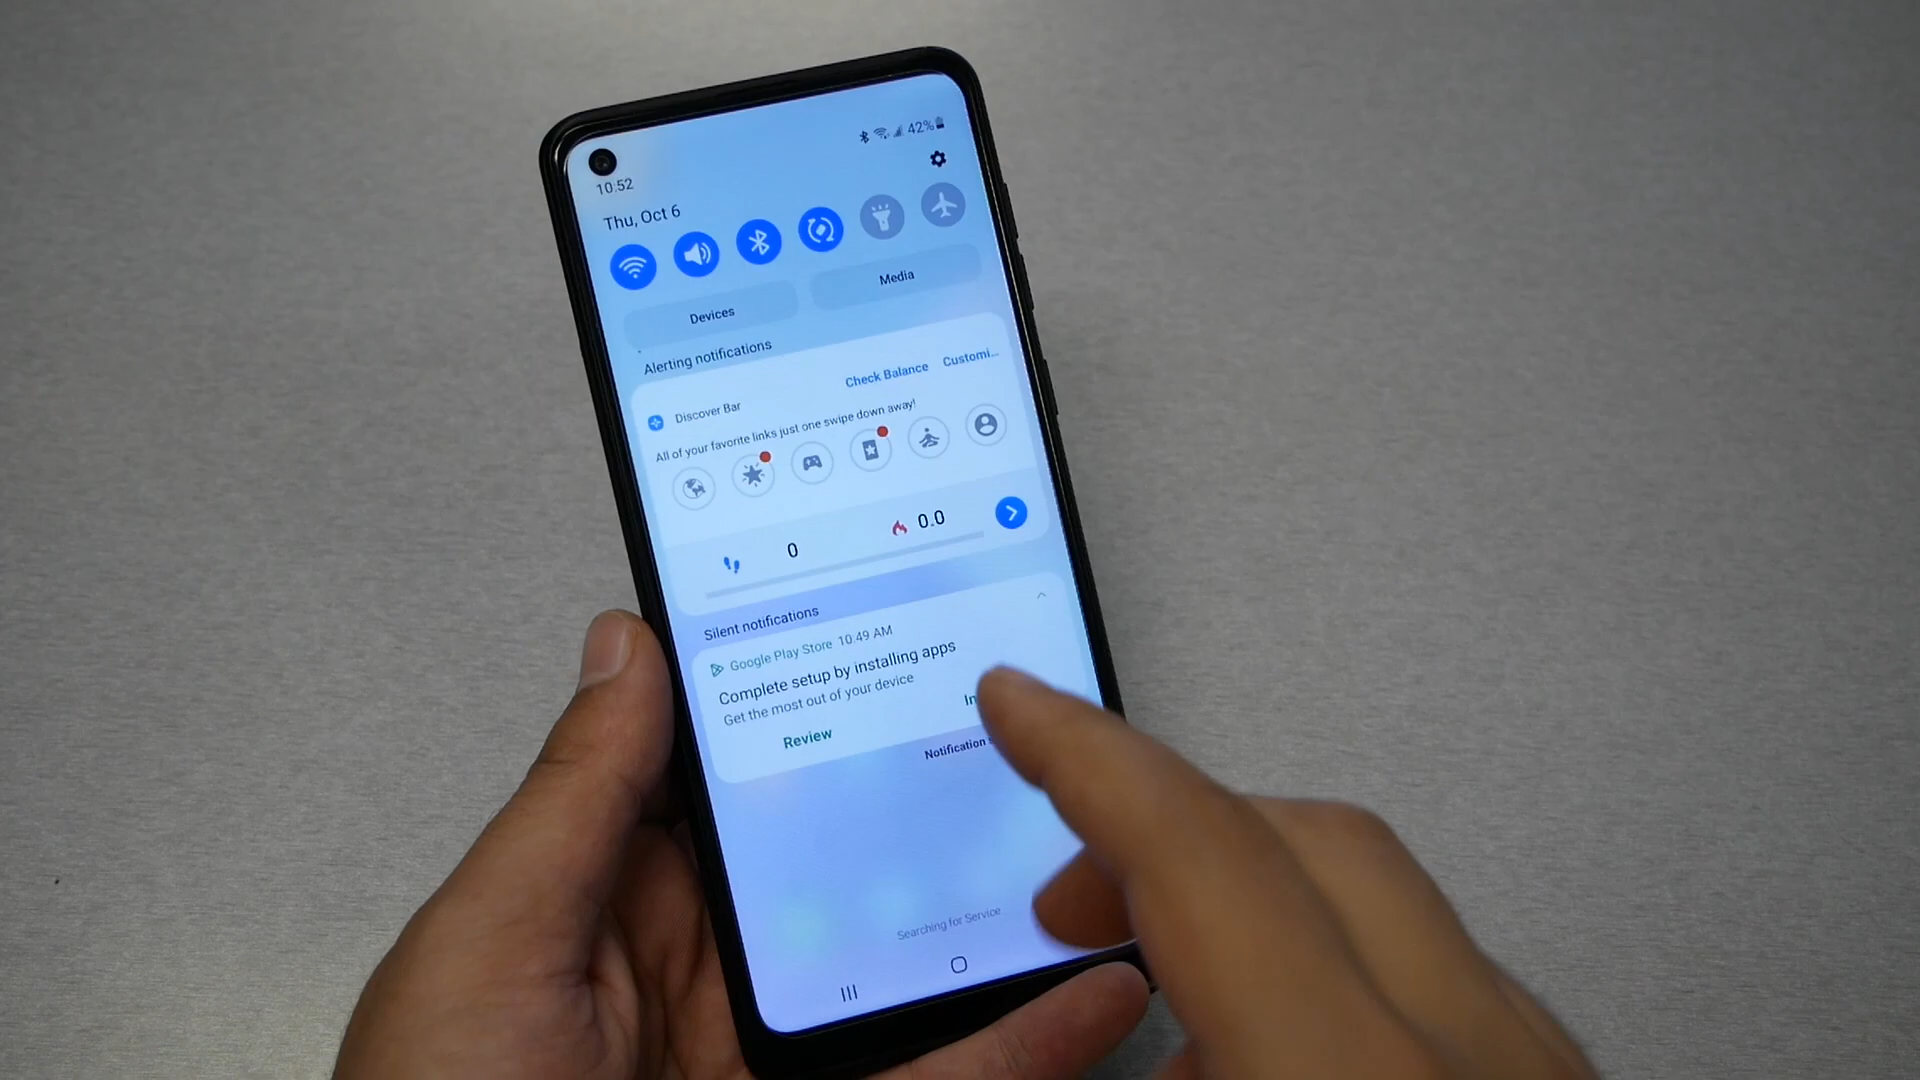 42%
10:52
Thu, Oct 6
Devices
Media
Alerting notifications
Discover Bar
Check Balance
Customi...
All of your favorite links just one swipe down away!
0
0.0
Silent notifications
Google Play Store 10:49 AM
Complete setup by installing apps
Get the most out of your device
Review
Notification
Searching for Service